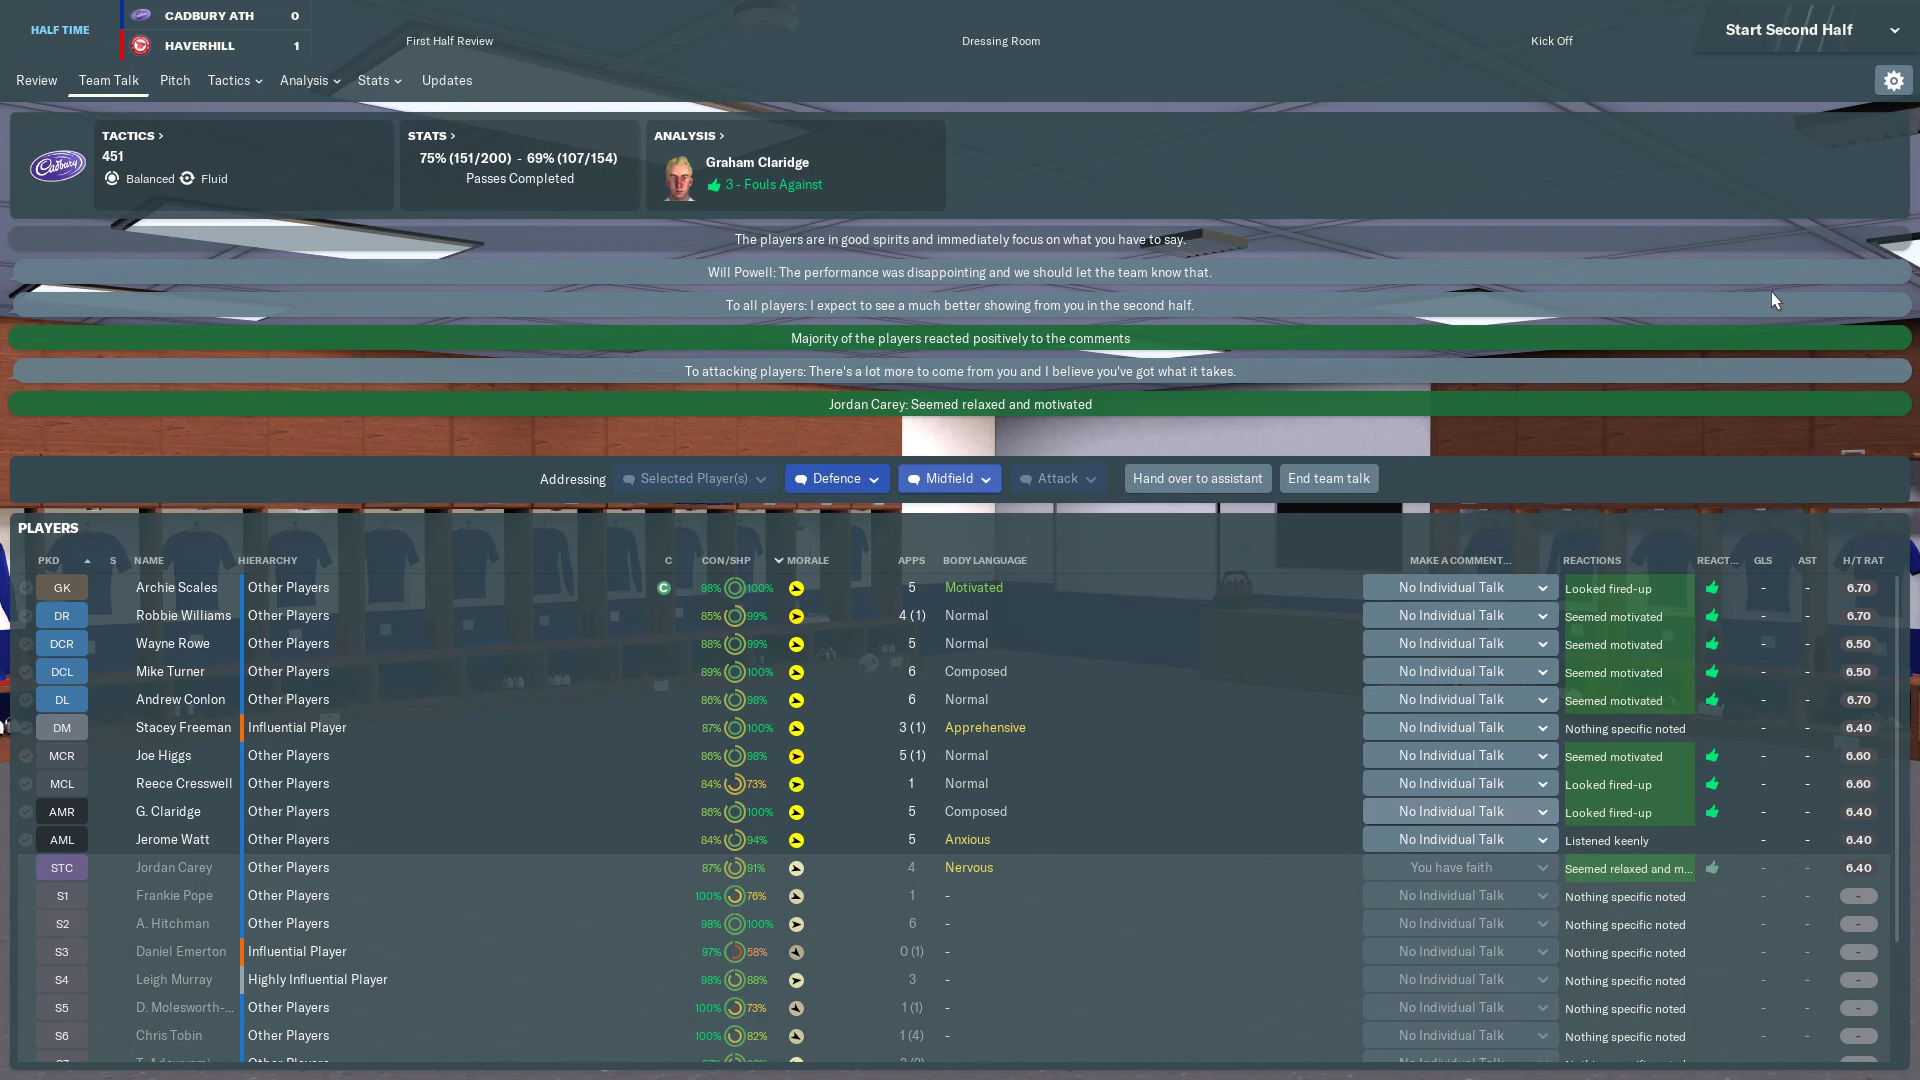 HALF TIME
CADBURY ATH 0
HAVERHILL 1
First Half Review
Dressing Room
Kick Off
Start Second Half
Review Team Talk Pitch Tactics Analysis Stats Updates
Cadbury
TACTICS >
451
Balanced Fluid
STATS >
75% (151/200) - 69% (107/154)
Passes Completed
ANALYSIS >
Graham Claridge
3 - Fouls Against
The players are in good spirits and immediately focus on what you have to say.
Will Powell: The performance was disappointing and we should let the team know that.
To all players: I expect to see a much better showing from you in the second half.
Majority of the players reacted positively to the comments
To attacking players: There's a lot more to come from you and I believe you've got what it takes.
Jordan Carey: Seemed relaxed and motivated
Addressing Selected Player(s) Defence Midfield Attack Hand over to assistant End team talk
PLAYERS
PKD S NAME HIERARCHY C CON/SHP MORALE APPS BODY LANGUAGE MAKE A COMMENT... REACTIONS REACT... GLS AST H/T RAT
GK Archie Scales Other Players C 98% 100% 5 Motivated No Individual Talk Looked fired-up - - 6.70
DR Robbie Williams Other Players 85% 99% 4 (1) Normal No Individual Talk Seemed motivated - - 6.70
DCR Wayne Rowe Other Players 88% 99% 5 Normal No Individual Talk Seemed motivated - - 6.50
DCL Mike Turner Other Players 89% 100% 6 Composed No Individual Talk Seemed motivated - - 6.50
DL Andrew Conlon Other Players 86% 98% 6 Normal No Individual Talk Seemed motivated - - 6.70
DM Stacey Freeman Influential Player 87% 100% 3 (1) Apprehensive No Individual Talk Nothing specific noted - - 6.40
MCR Joe Higgs Other Players 86% 98% 5 (1) Normal No Individual Talk Seemed motivated - - 6.60
MCL Reece Cresswell Other Players 84% 73% 1 Normal No Individual Talk Looked fired-up - - 6.60
AMR G. Claridge Other Players 86% 100% 5 Composed No Individual Talk Looked fired-up - - 6.40
AML Jerome Watt Other Players 84% 94% 5 Anxious No Individual Talk Listened keenly - - 6.40
STC Jordan Carey Other Players 87% 91% 4 Nervous You have faith Seemed relaxed and m... - - 6.40
S1 Frankie Pope Other Players 100% 76% 1 - No Individual Talk Nothing specific noted - - -
S2 A. Hitchman Other Players 98% 100% 6 - No Individual Talk Nothing specific noted - - -
S3 Daniel Emerton Influential Player 97% 58% 0 (1) - No Individual Talk Nothing specific noted - - -
S4 Leigh Murray Highly Influential Player 98% 88% 3 - No Individual Talk Nothing specific noted - - -
S5 D. Molesworth-... Other Players 100% 73% 1 (1) - No Individual Talk Nothing specific noted - - -
S6 Chris Tobin Other Players 100% 82% 1 (4) - No Individual Talk Nothing specific noted - - -
Other Players No Individual Talk Nothing specific noted